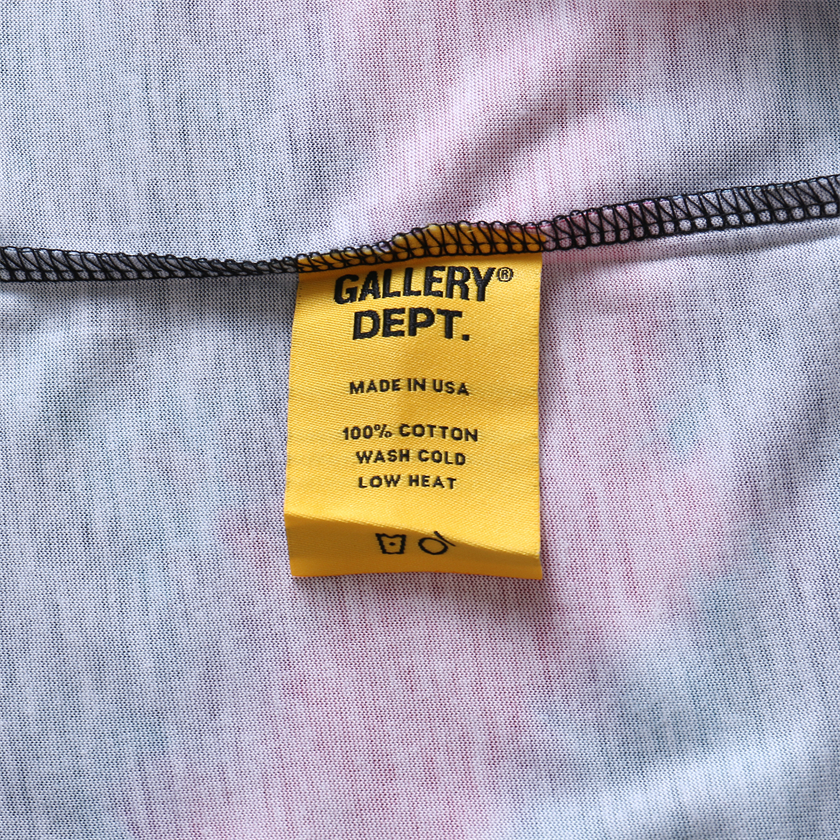 GALLERY®
DEPT.
MADE IN USA
100% COTTON
WASH COLD
LOW HEAT